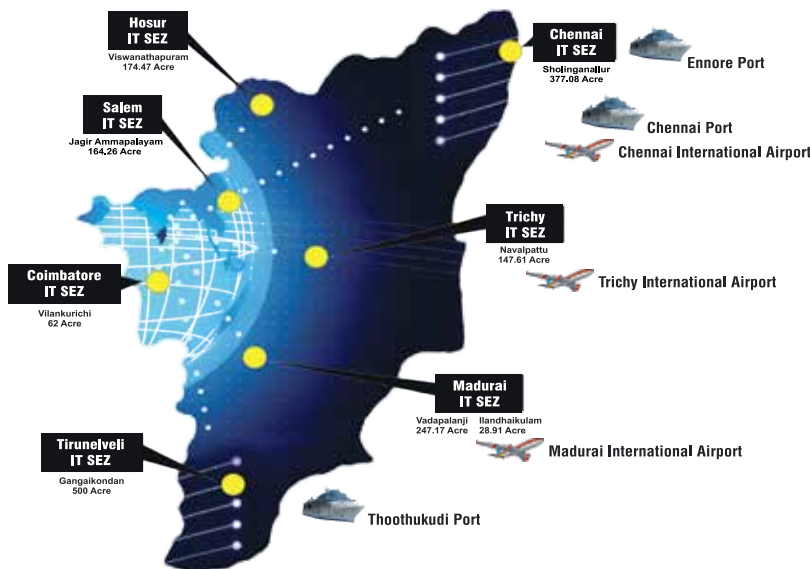 Hosur
IT SEZ
Viswanathapuram
174.47 Acre
Chennai
IT SEZ
Sholinganallur
377.08 Acre
Ennore Port
Salem
IT SEZ
Jagir Ammapalayam
164.26 Acre
Chennai Port
Chennai International Airport
Trichy
IT SEZ
Navalpattu
147.61 Acre
Trichy International Airport
Coimbatore
IT SEZ
Vilankurichi
62 Acre
Madurai
IT SEZ
Vadapalanji Ilandhaikulam
247.17 Acre 28.91 Acre
Madurai International Airport
Tirunelveli
IT SEZ
Gangaikondan
500 Acre
Thoothukudi Port